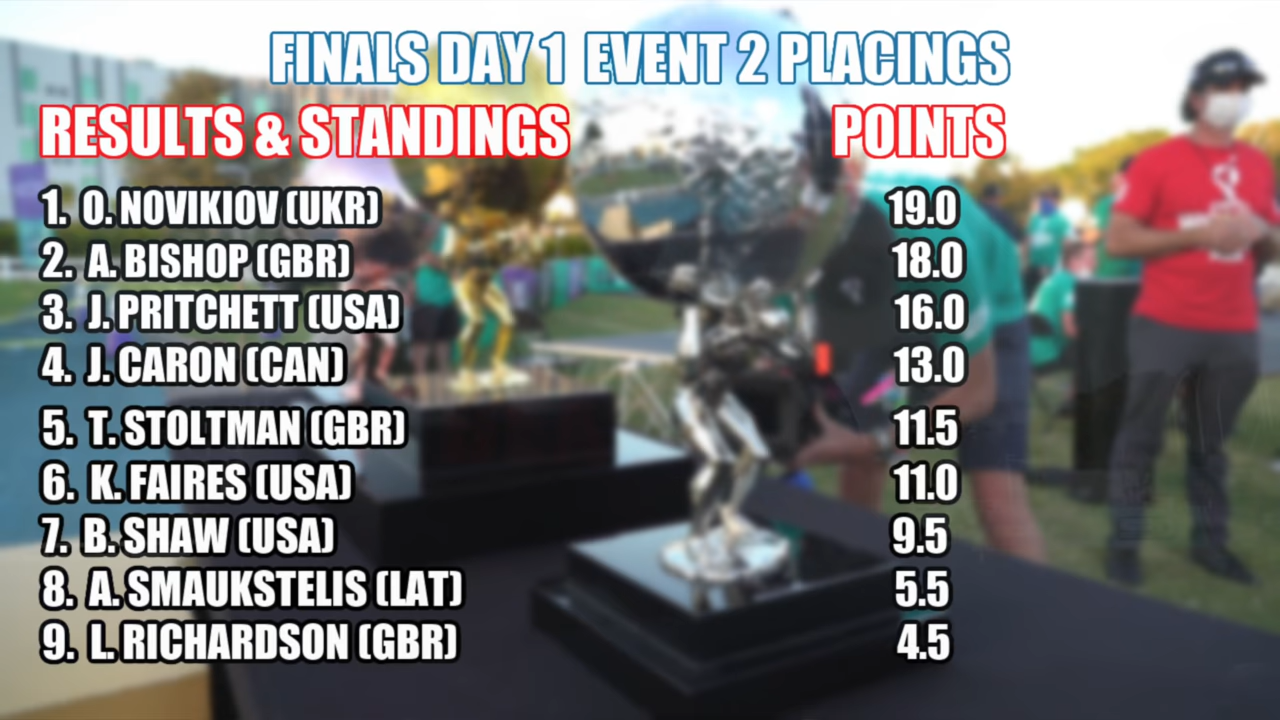 FINALS DAY 1 EVENT 2 PLACINGS
RESULTS & STANDINGS POINTS
1. O. NOVIKIOV (UKR) 19.0
2. A. BISHOP (GBR) 18.0
3. J. PRITCHETT (USA) 16.0
4. J. CARON (CAN) 13.0
5. T. STOLTMAN (GBR) 11.5
6. K. FAIRES (USA) 11.0
7. B. SHAW (USA) 9.5
8. A. SMAUKSTELIS (LAT) 5.5
9. L. RICHARDSON (GBR) 4.5